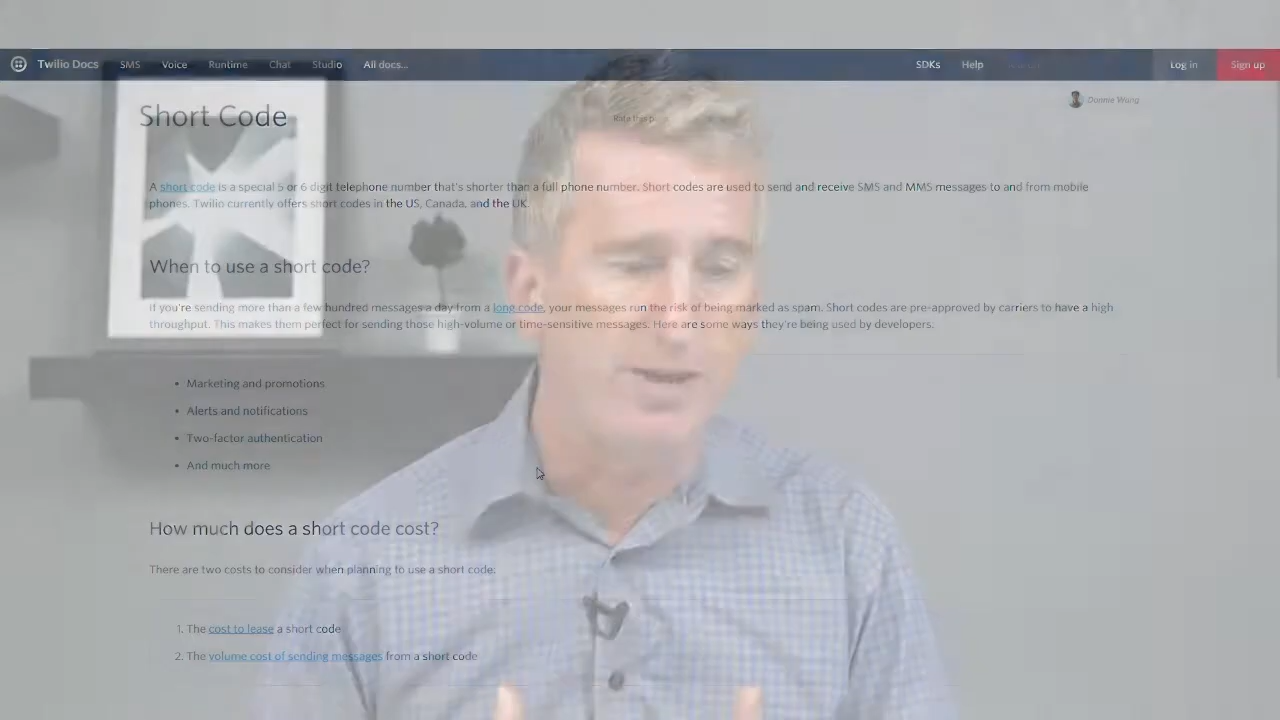 Twilio Docs SMS Voice Runtime Chat Studio All docs... SDKs Help Log in Sign up
Donnie Wang
Short Code
Rate this
A short code is a special 5 or 6 digit telephone number that's shorter than a full phone number. Short codes are used to send and receive SMS and MMS messages to and from mobile
phones. Twilio currently offers short codes in the US, Canada, and the UK.
When to use a short code?
If you're sending more than a few hundred messages a day from a long code, your messages run the risk of being marked as spam. Short codes are pre-approved by carriers to have a high
throughput. This makes them perfect for sending those high-volume or time-sensitive messages. Here are some ways they're being used by developers.
• Marketing and promotions
• Alerts and notifications
• Two-factor authentication
• And much more
How much does a short code cost?
There are two costs to consider when planning to use a short code:
1. The cost to lease a short code
2. The volume cost of sending messages from a short code